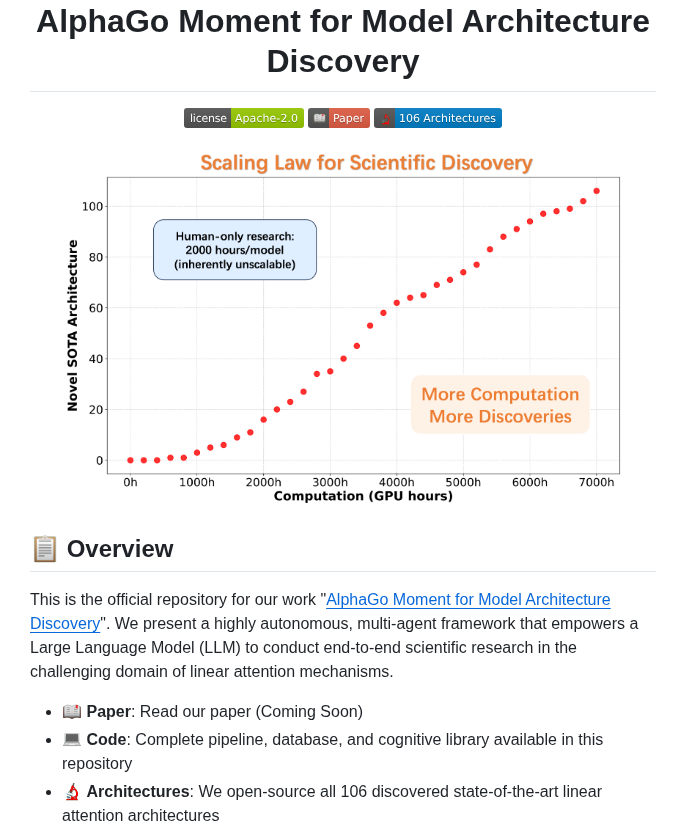 AlphaGo Moment for Model Architecture
Discovery
license Apache-2.0 Paper 106 Architectures
Scaling Law for Scientific Discovery
Novel SOTA Architecture
100
80
60
40
20
0
Human-only research:
2000 hours/model
(inherently unscalable)
More Computation
More Discoveries
0h 1000h 2000h 3000h 4000h 5000h 6000h 7000h
Computation (GPU hours)
📋 Overview
This is the official repository for our work "AlphaGo Moment for Model Architecture
Discovery". We present a highly autonomous, multi-agent framework that empowers a
Large Language Model (LLM) to conduct end-to-end scientific research in the
challenging domain of linear attention mechanisms.
• 📖 Paper: Read our paper (Coming Soon)
• 💻 Code: Complete pipeline, database, and cognitive library available in this
repository
• 🔬 Architectures: We open-source all 106 discovered state-of-the-art linear
attention architectures